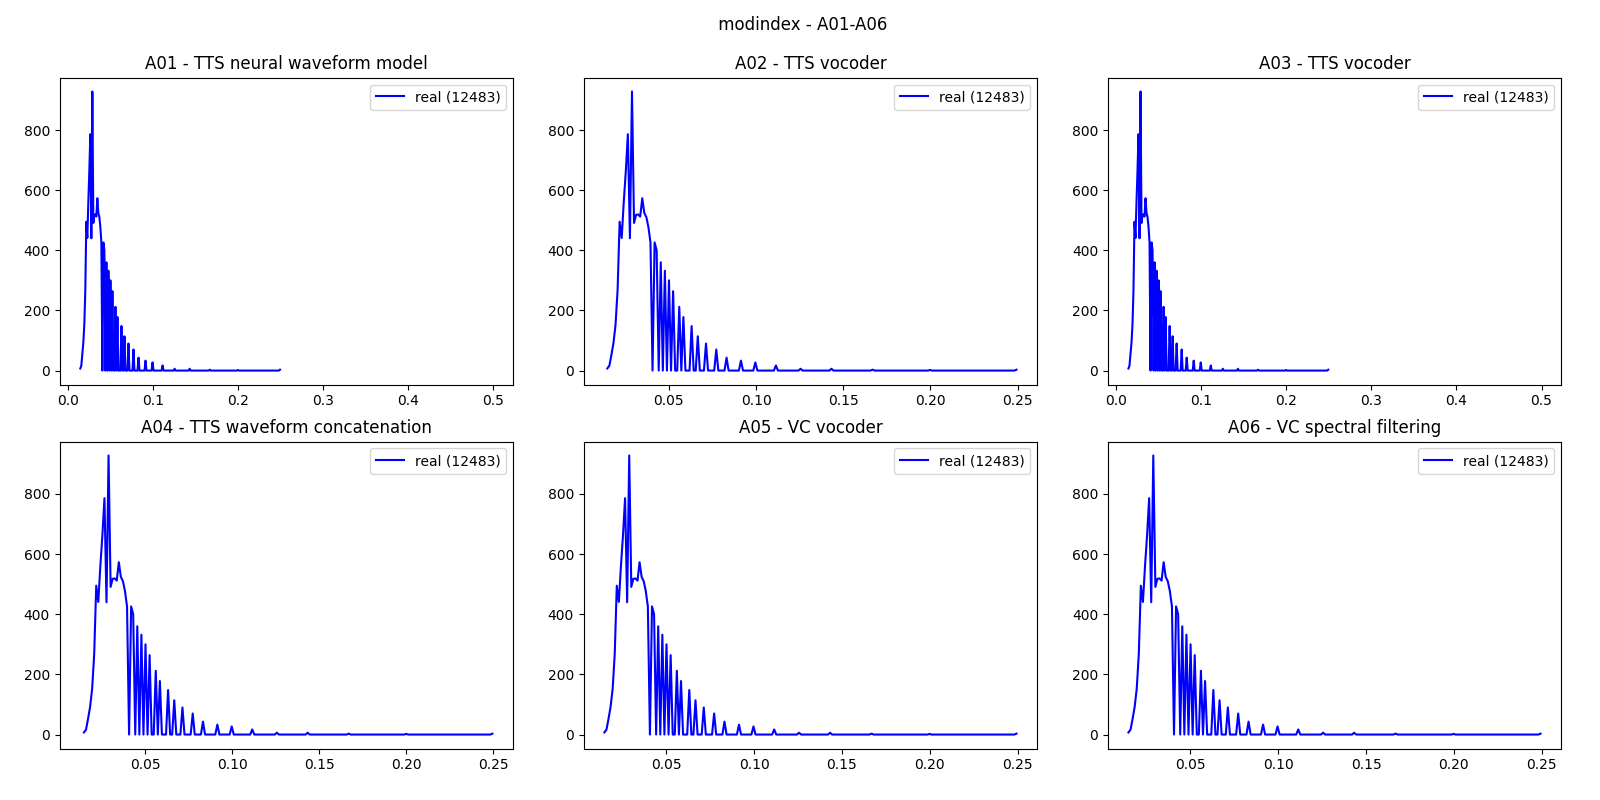 modindex - A01-A06
A01 - TTS neural waveform model
real (12483)
800
600
400
200
0
0.0 0.1 0.2 0.3 0.4 0.5
A02 - TTS vocoder
real (12483)
800
600
400
200
0
0.05 0.10 0.15 0.20 0.25
A03 - TTS vocoder
real (12483)
800
600
400
200
0
0.0 0.1 0.2 0.3 0.4 0.5
A04 - TTS waveform concatenation
real (12483)
800
600
400
200
0
0.05 0.10 0.15 0.20 0.25
A05 - VC vocoder
real (12483)
800
600
400
200
0
0.05 0.10 0.15 0.20 0.25
A06 - VC spectral filtering
real (12483)
800
600
400
200
0
0.05 0.10 0.15 0.20 0.25